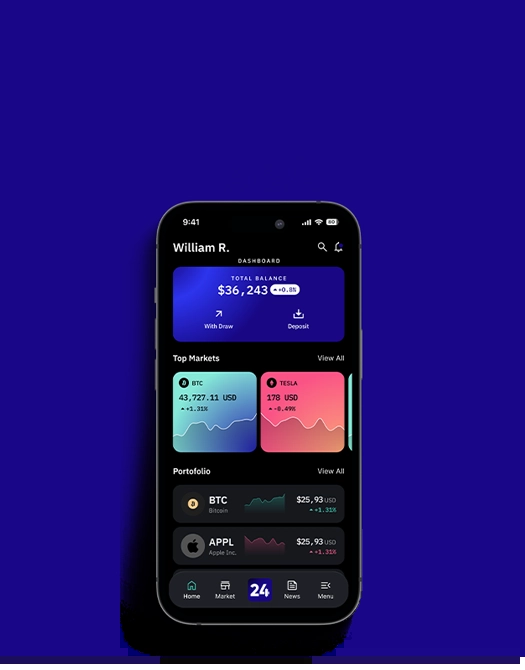 9:41
William R.
DASHBOARD
TOTAL BALANCE
$36,243 +0.8%
With Draw Deposit
Top Markets View All
BTC TESLA
43,727.11 USD 178 USD
+1.31% -0.49%
Portofolio View All
BTC $25,93 USD
Bitcoin +1.31%
APPL $25,93 USD
Apple Inc. +1.31%
24
Home Market News Menu